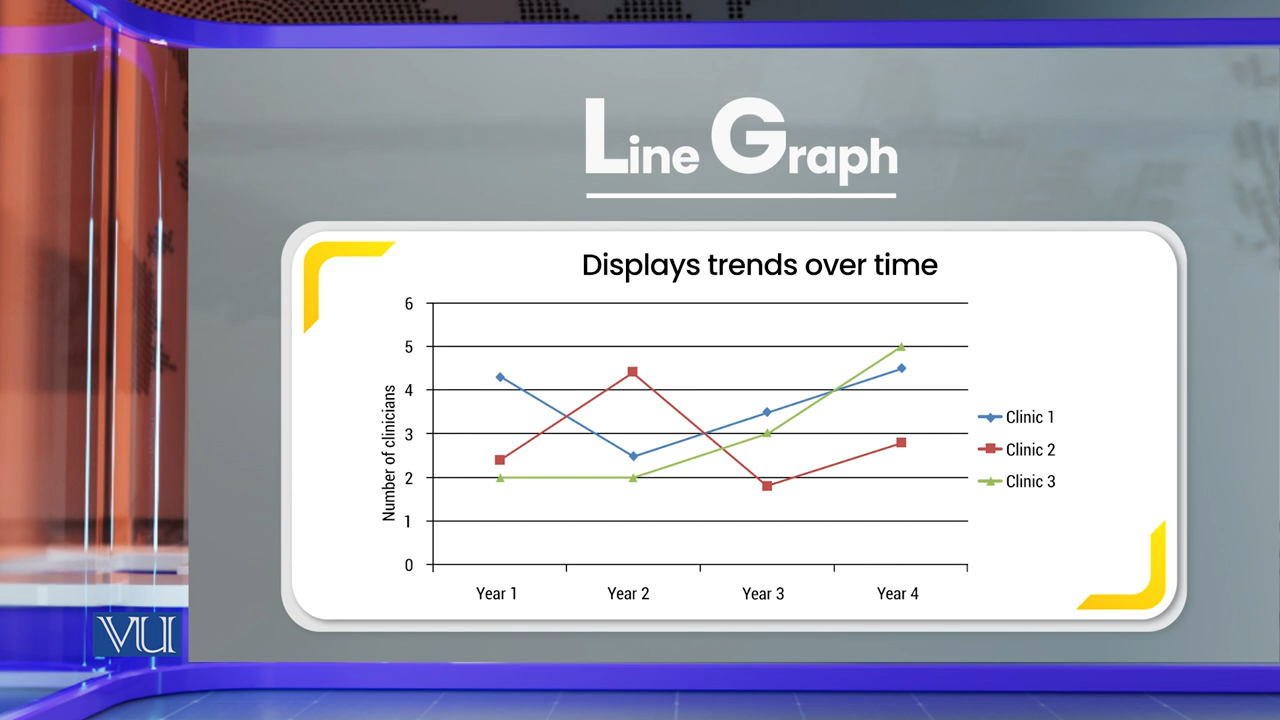 Line Graph
Displays trends over time
6
5
4
3
2
1
0
Number of clinicians
Year 1 Year 2 Year 3 Year 4
Clinic 1
Clinic 2
Clinic 3
VU